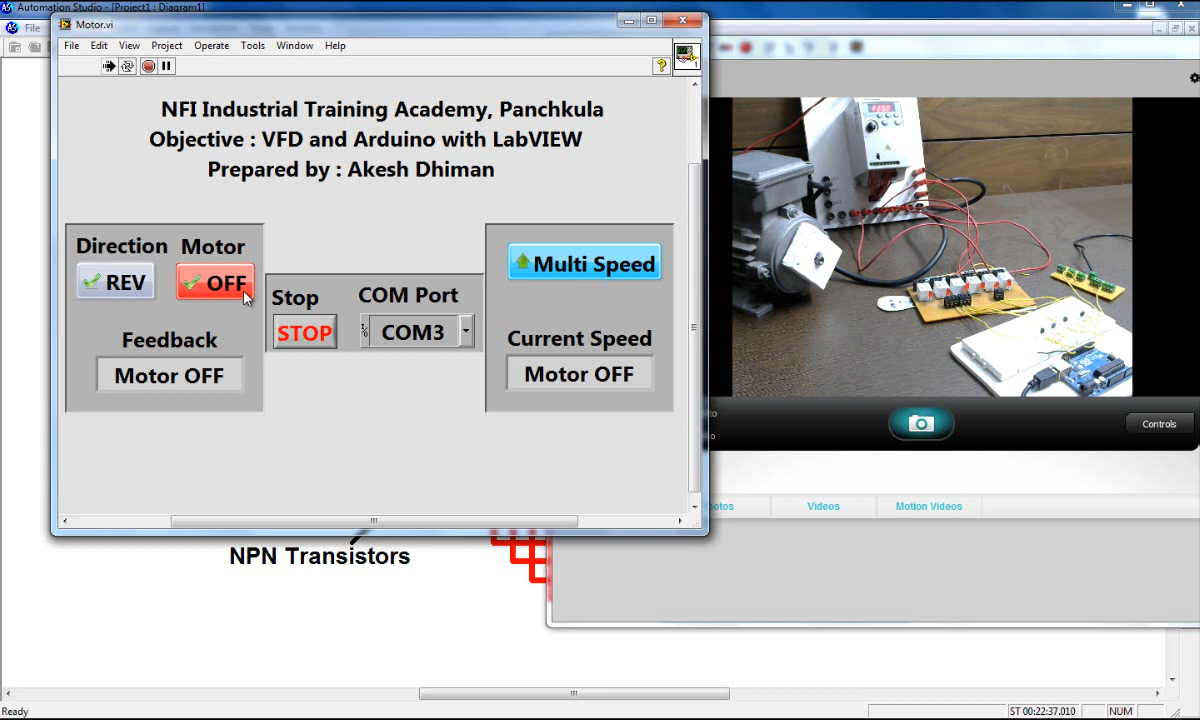 Automation Studio - [Project1 : Diagram1]
File
Motor.vi
File Edit View Project Operate Tools Window Help
NFI Industrial Training Academy, Panchkula
Objective : VFD and Arduino with LabVIEW
Prepared by : Akesh Dhiman
Direction Motor
REV OFF
Feedback
Motor OFF
Stop COM Port
STOP COM3
Multi Speed
Current Speed
Motor OFF
Controls
Videos Motion Videos
NPN Transistors
Ready
ST 00:22:37.010 NUM